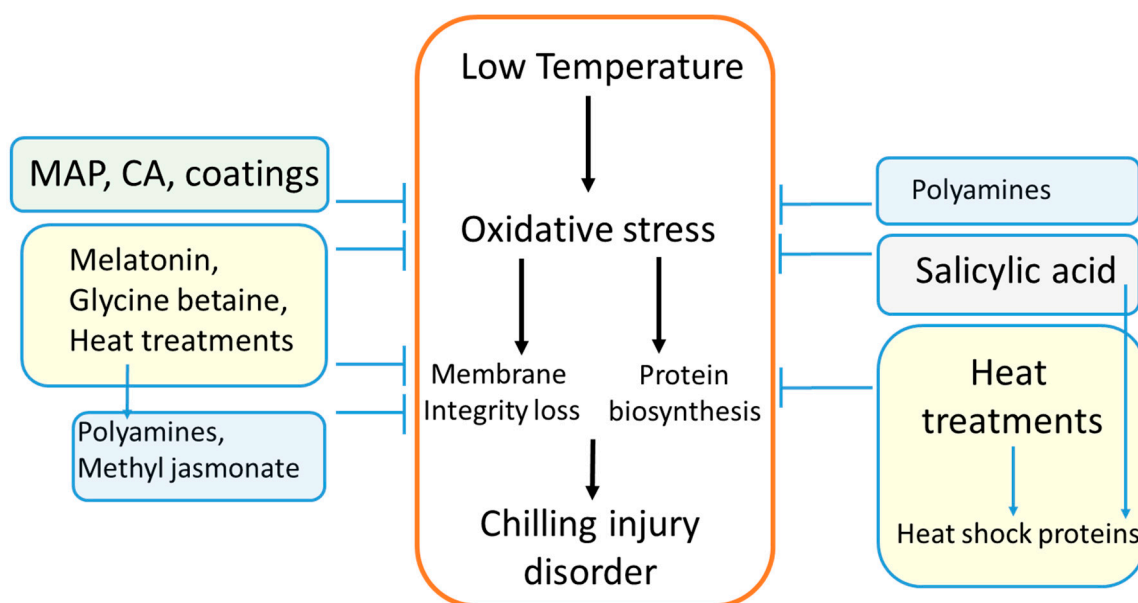 Low Temperature
MAP, CA, coatings
Polyamines
Oxidative stress
Salicylic acid
Melatonin,
Glycine betaine,
Heat treatments
Membrane
Integrity loss
Protein
biosynthesis
Heat
treatments
Polyamines,
Methyl jasmonate
Chilling injury
disorder
Heat shock proteins